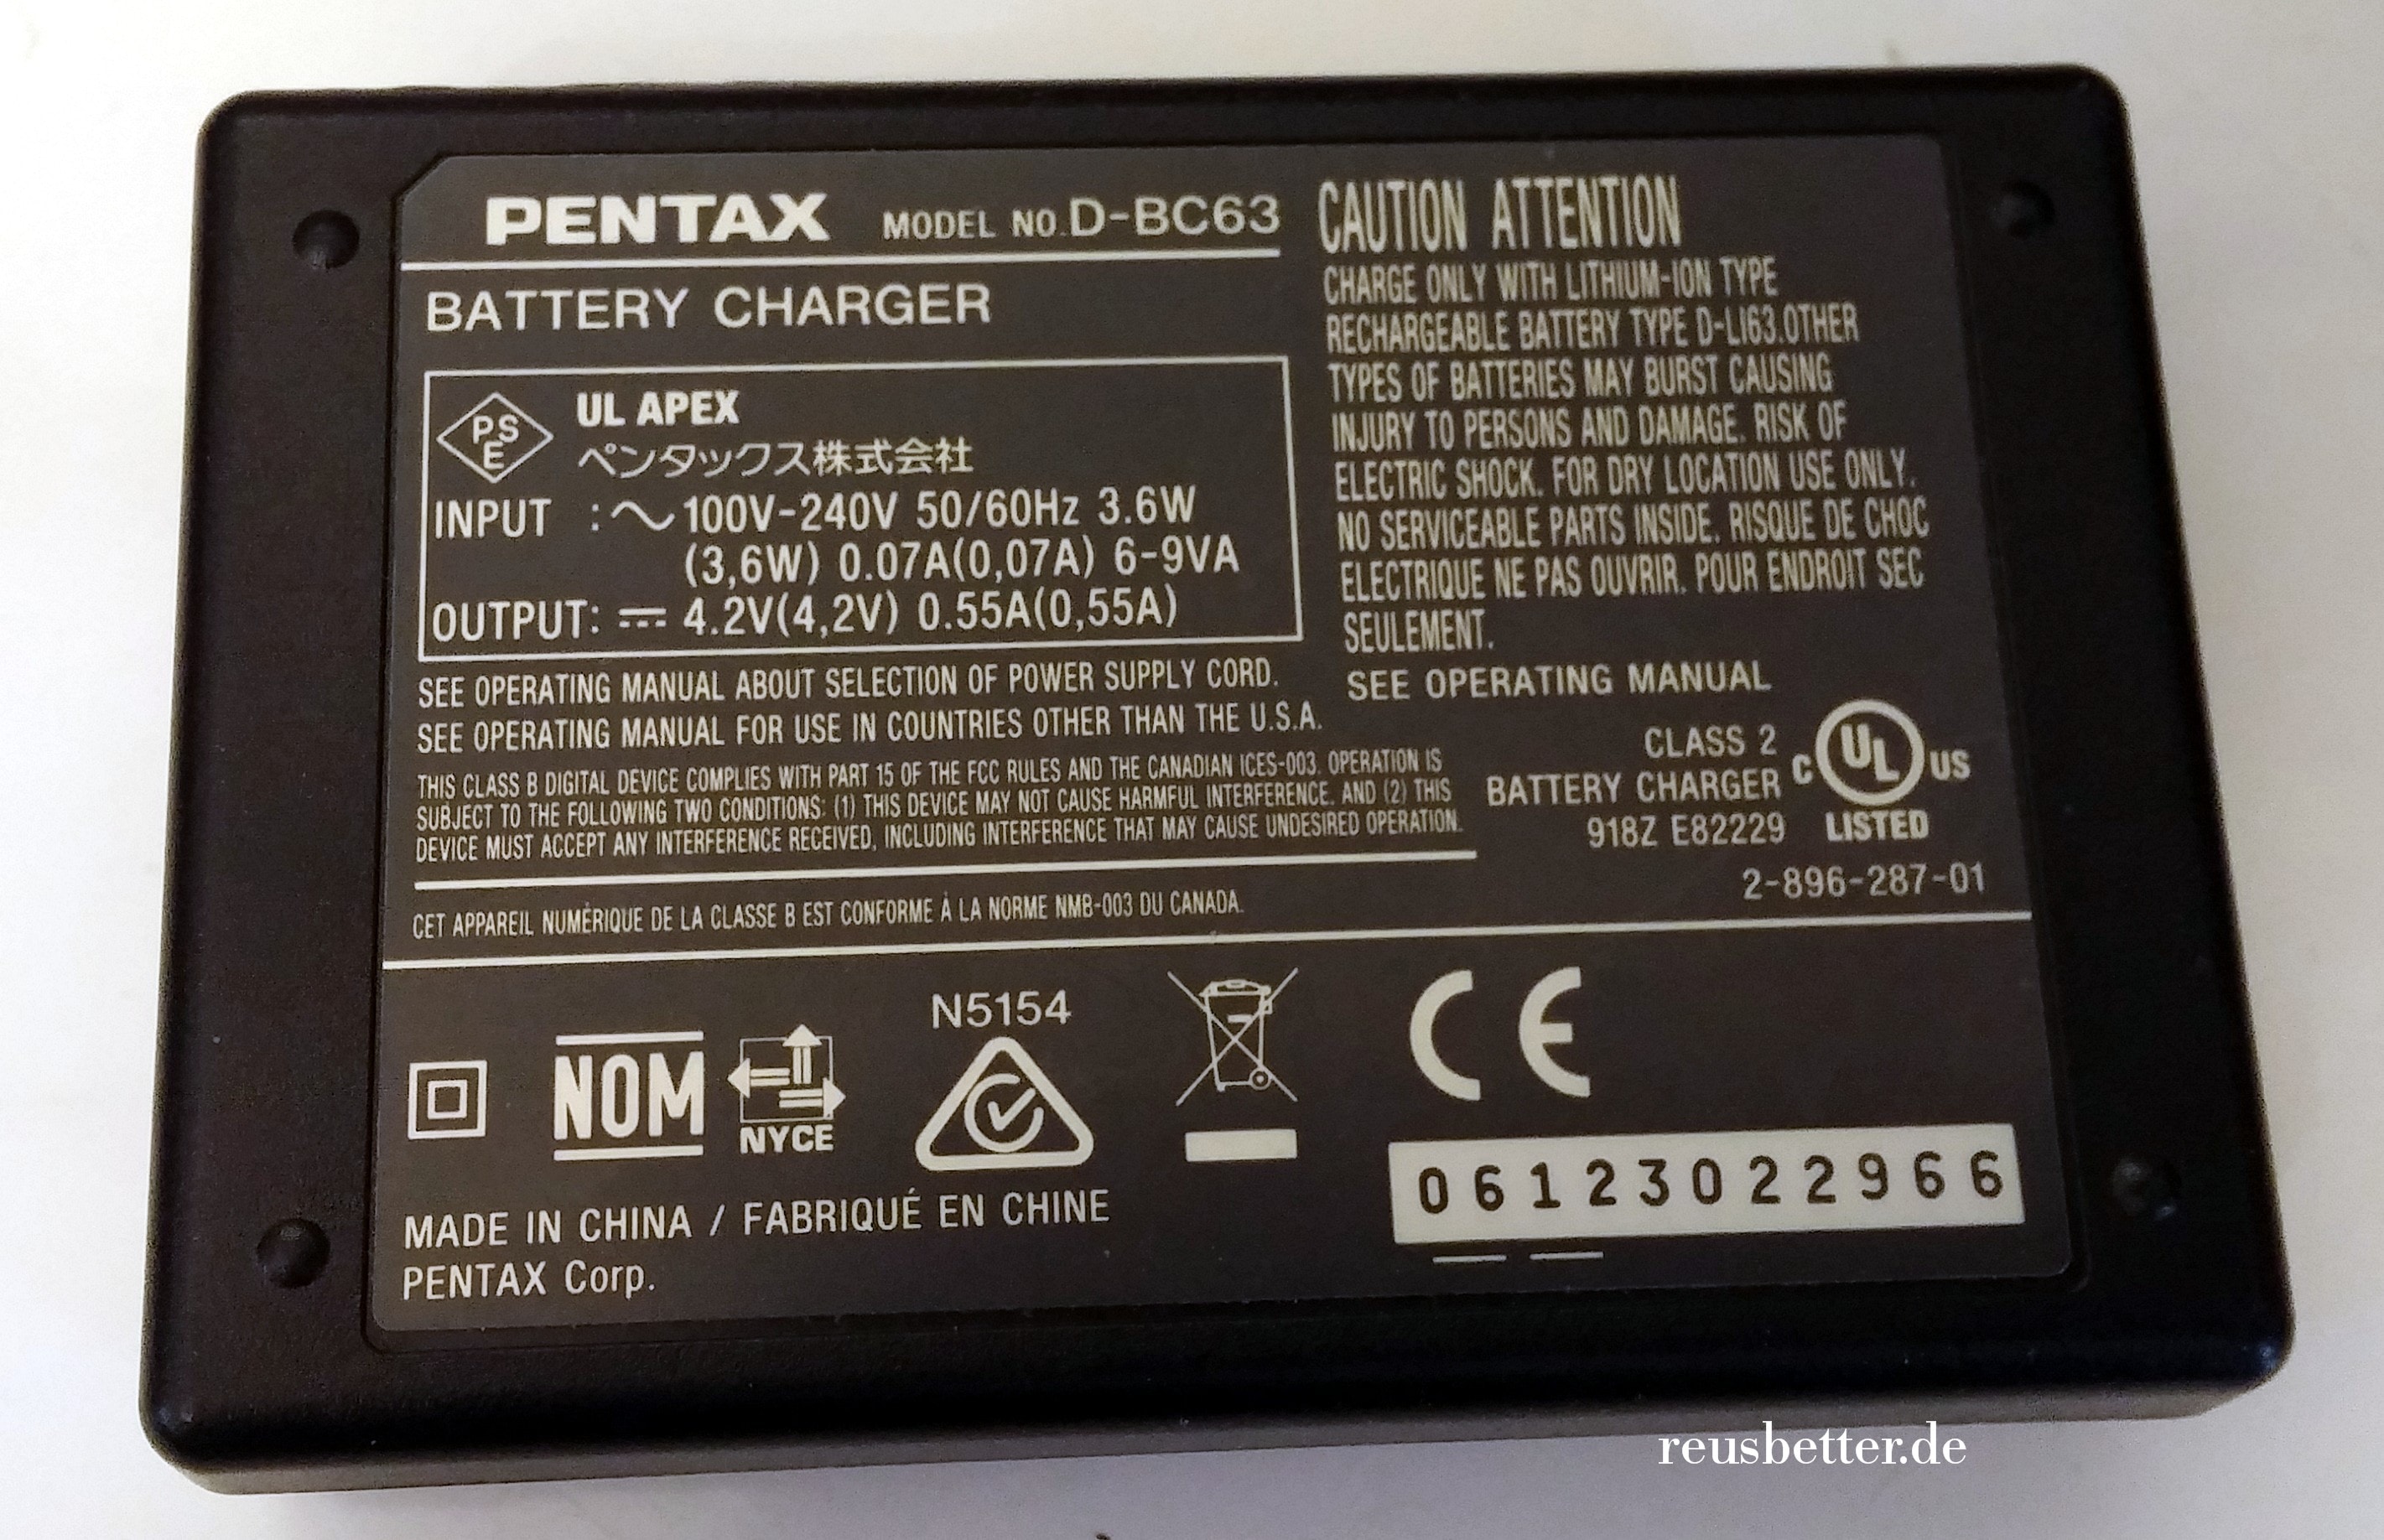 PENTAX MODEL NO. D-BC63
BATTERY CHARGER
PSE
UL APEX
ペンタックス株式会社
INPUT :～100V-240V 50/60Hz 3.6W
(3,6W) 0.07A(0,07A) 6-9VA
OUTPUT: ⎓ 4.2V(4,2V) 0.55A(0,55A)
SEE OPERATING MANUAL ABOUT SELECTION OF POWER SUPPLY CORD.
SEE OPERATING MANUAL FOR USE IN COUNTRIES OTHER THAN THE U.S.A.
THIS CLASS B DIGITAL DEVICE COMPLIES WITH PART 15 OF THE FCC RULES AND THE CANADIAN ICES-003. OPERATION IS
SUBJECT TO THE FOLLOWING TWO CONDITIONS: (1) THIS DEVICE MAY NOT CAUSE HARMFUL INTERFERENCE. AND (2) THIS
DEVICE MUST ACCEPT ANY INTERFERENCE RECEIVED, INCLUDING INTERFERENCE THAT MAY CAUSE UNDESIRED OPERATION.
CET APPAREIL NUMÉRIQUE DE LA CLASSE B EST CONFORME À LA NORME NMB-003 DU CANADA.
CAUTION ATTENTION
CHARGE ONLY WITH LITHIUM-ION TYPE
RECHARGEABLE BATTERY TYPE D-LI63.OTHER
TYPES OF BATTERIES MAY BURST CAUSING
INJURY TO PERSONS AND DAMAGE. RISK OF
ELECTRIC SHOCK. FOR DRY LOCATION USE ONLY.
NO SERVICEABLE PARTS INSIDE. RISQUE DE CHOC
ELECTRIQUE NE PAS OUVRIR. POUR ENDROIT SEC
SEULEMENT.
SEE OPERATING MANUAL
CLASS 2
BATTERY CHARGER
918Z E82229
C UL US
LISTED
2-896-287-01
NOM
NYCE
N5154
CE
06123022966
MADE IN CHINA / FABRIQUÉ EN CHINE
PENTAX Corp.
reusbetter.de